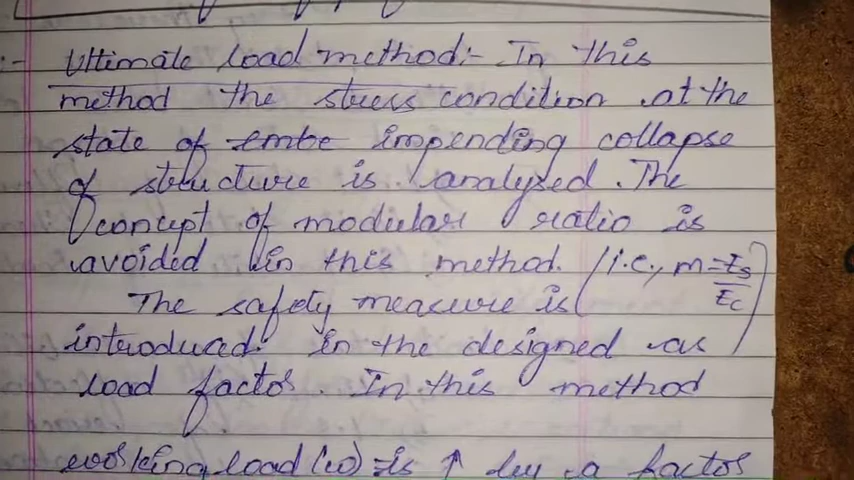 :- Ultimate load method:- In this
method the stress condition at the
state of embe impending collapse
of structure is analyzed. The
concept of modular ratio is
avoided in this method. (i.e., m = Es/Ec)
The safety measure is
introduced in the designed as
load factor. In this method
working load (w) is ↑ by a factor